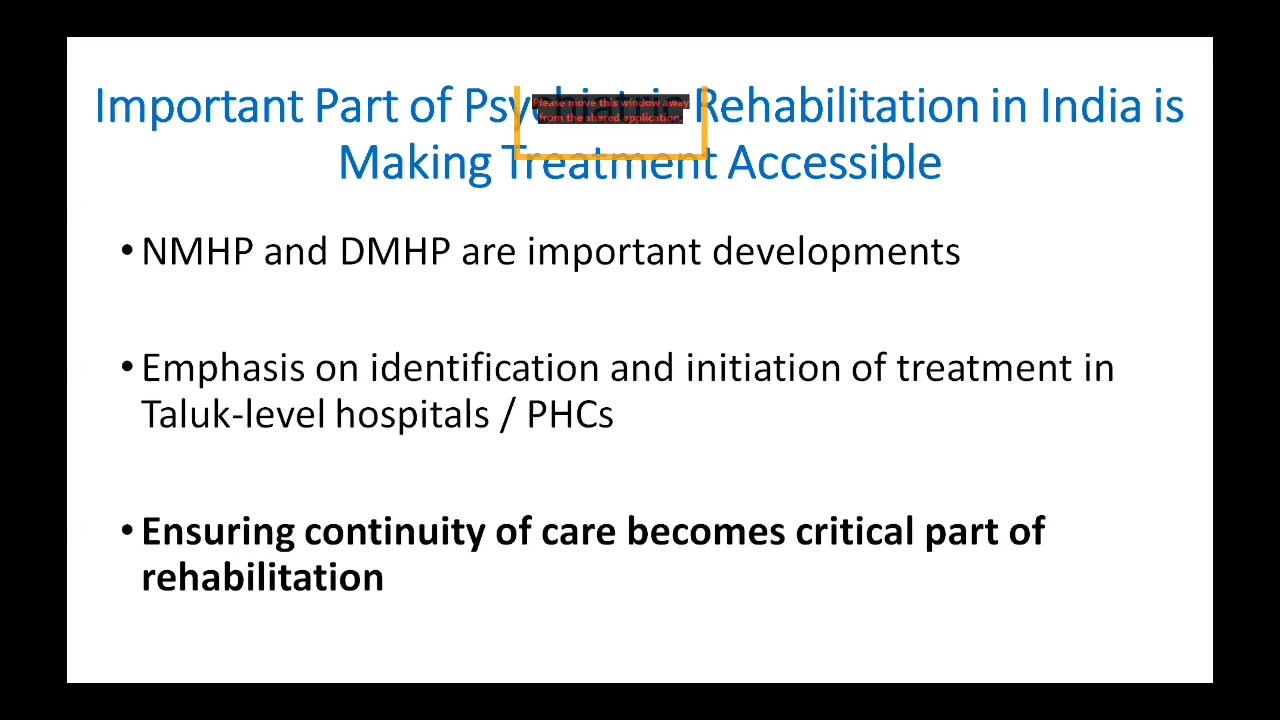 Important Part of Psychiatric Rehabilitation in India is
Making Treatment Accessible
Please move this window away
from the shared application.
• NMHP and DMHP are important developments
• Emphasis on identification and initiation of treatment in
Taluk-level hospitals / PHCs
• Ensuring continuity of care becomes critical part of
rehabilitation